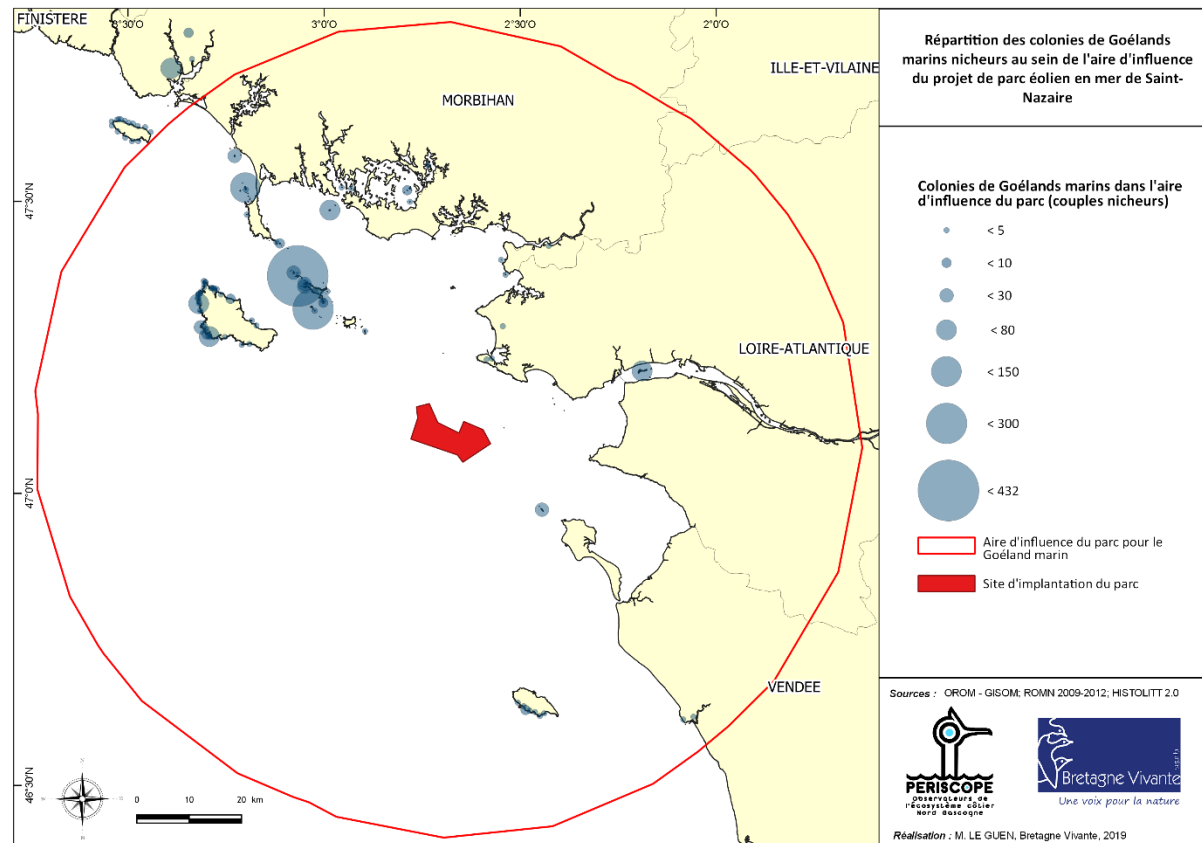 FINISTERE
3°30'O
3°0'O
2°30'O
2°0'O
ILLE-ET-VILAINE
MORBIHAN
47°30'N
LOIRE-ATLANTIQUE
47°0'N
VENDEE
46°30'N
N
S
0 10 20 km
Répartition des colonies de Goélands
marins nicheurs au sein de l'aire d'influence
du projet de parc éolien en mer de Saint-
Nazaire
Colonies de Goélands marins dans l'aire
d'influence du parc (couples nicheurs)
< 5
< 10
< 30
< 80
< 150
< 300
< 432
Aire d'influence du parc pour le
Goéland marin
Site d'implantation du parc
Sources : OROM - GISOM; ROMN 2009-2012; HISTOLITT 2.0
PERISCOPE
Observateurs de
l'écosystème côtier
Nord Gascogne
Bretagne Vivante
Une voix pour la nature
Réalisation : M. LE GUEN, Bretagne Vivante, 2019